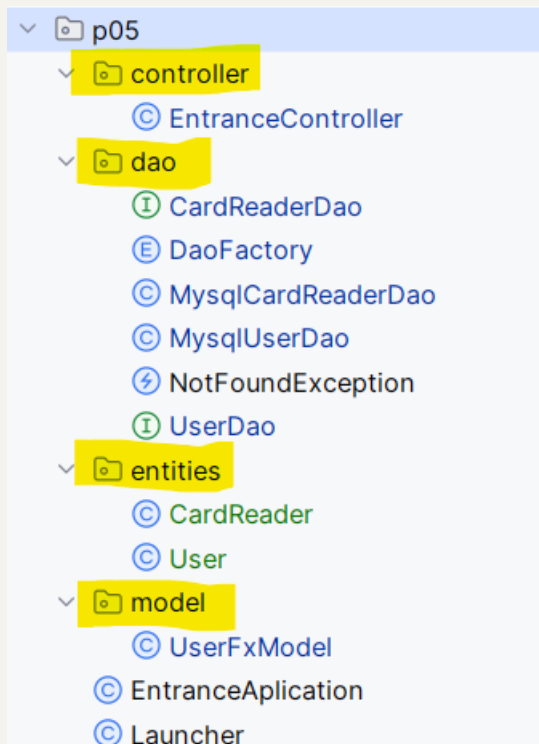 p05
controller
EntranceController
dao
CardReaderDao
DaoFactory
MysqlCardReaderDao
MysqlUserDao
NotFoundException
UserDao
entities
CardReader
User
model
UserFxModel
EntranceAplication
Launcher